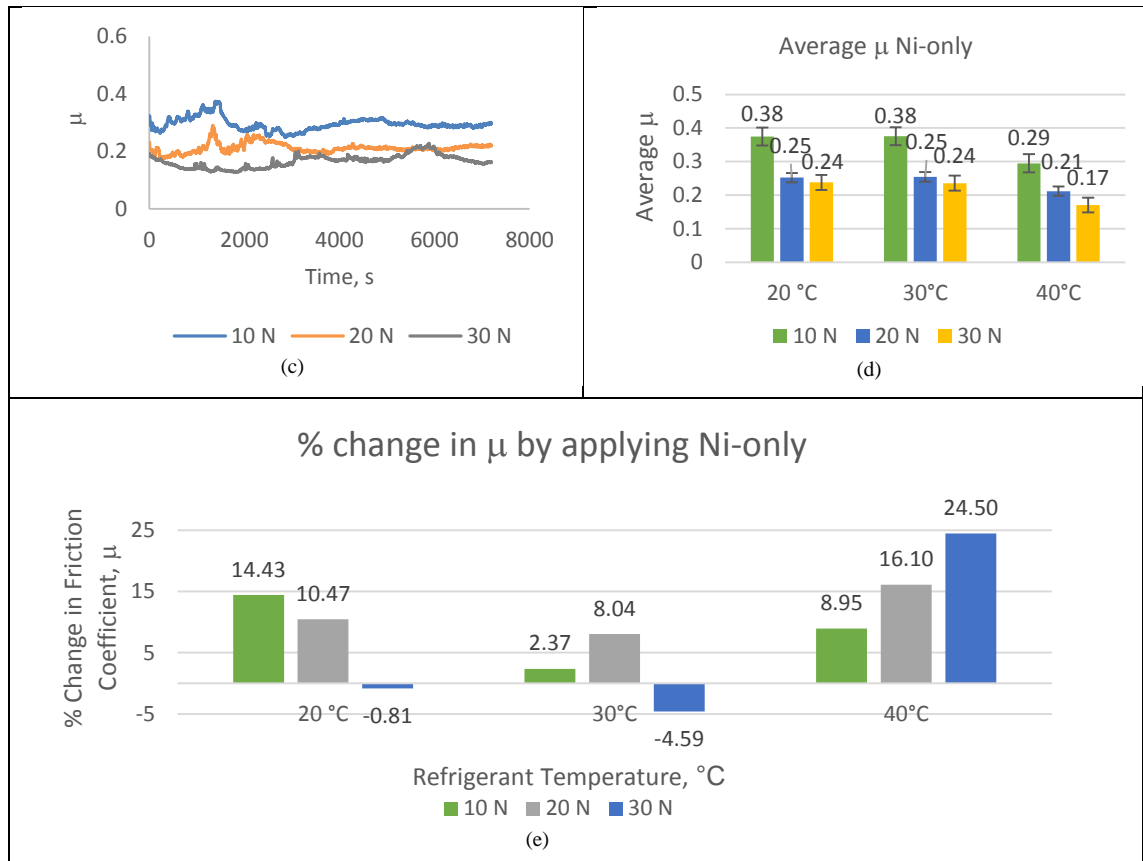 0.6
0.4
0.2
0
μ
0 2000 4000 6000 8000
Time, s
10 N 20 N 30 N
(c)
Average μ Ni-only
0.5
0.4
0.3
0.2
0.1
0
Average μ
0.38 0.25 0.24
0.38 0.25 0.24
0.29 0.21 0.17
20 °C 30°C 40°C
10 N 20 N 30 N
(d)
% change in μ by applying Ni-only
% Change in Friction
Coefficient, μ
25
15
5
-5
14.43 10.47 -0.81
2.37 8.04 -4.59
8.95 16.10 24.50
20 °C 30°C 40°C
Refrigerant Temperature, °C
10 N 20 N 30 N
(e)